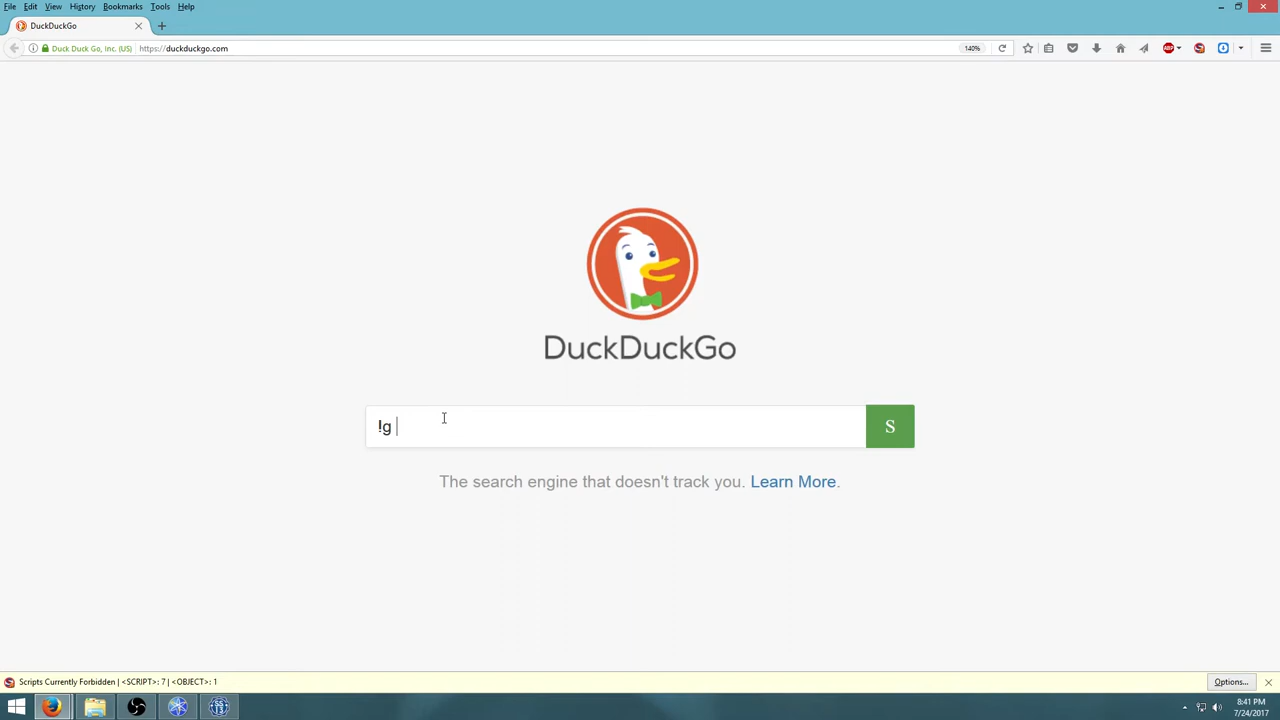 File Edit View History Bookmarks Tools Help
DuckDuckGo
Duck Duck Go, Inc. (US) https://duckduckgo.com 140%
ABP
DuckDuckGo
!g
S
The search engine that doesn't track you. Learn More.
Scripts Currently Forbidden | <SCRIPT>: 7 | <OBJECT>: 1 Options...
8:41 PM
7/24/2017